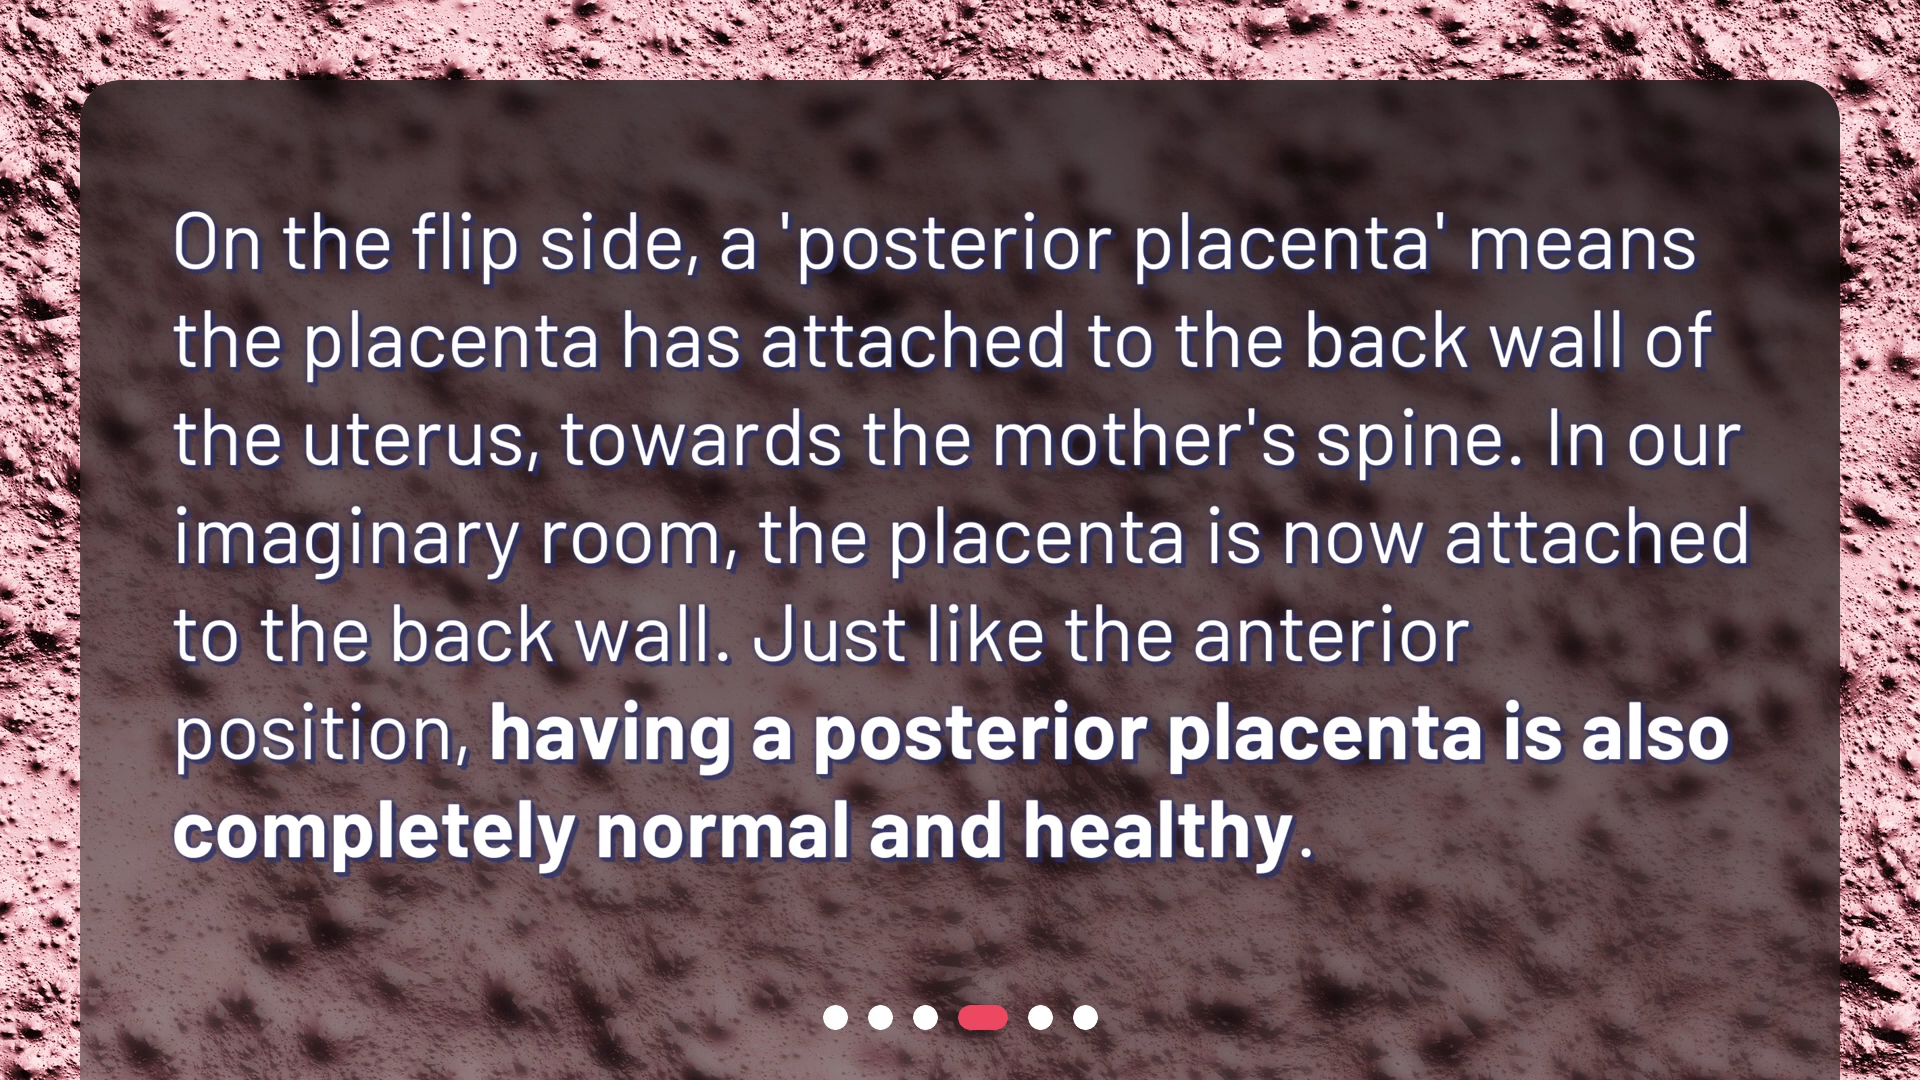 On the flip side, a 'posterior placenta' means
the placenta has attached to the back wall of
the uterus, towards the mother's spine. In our
imaginary room, the placenta is now attached
to the back wall. Just like the anterior
position, having a posterior placenta is also
completely normal and healthy.